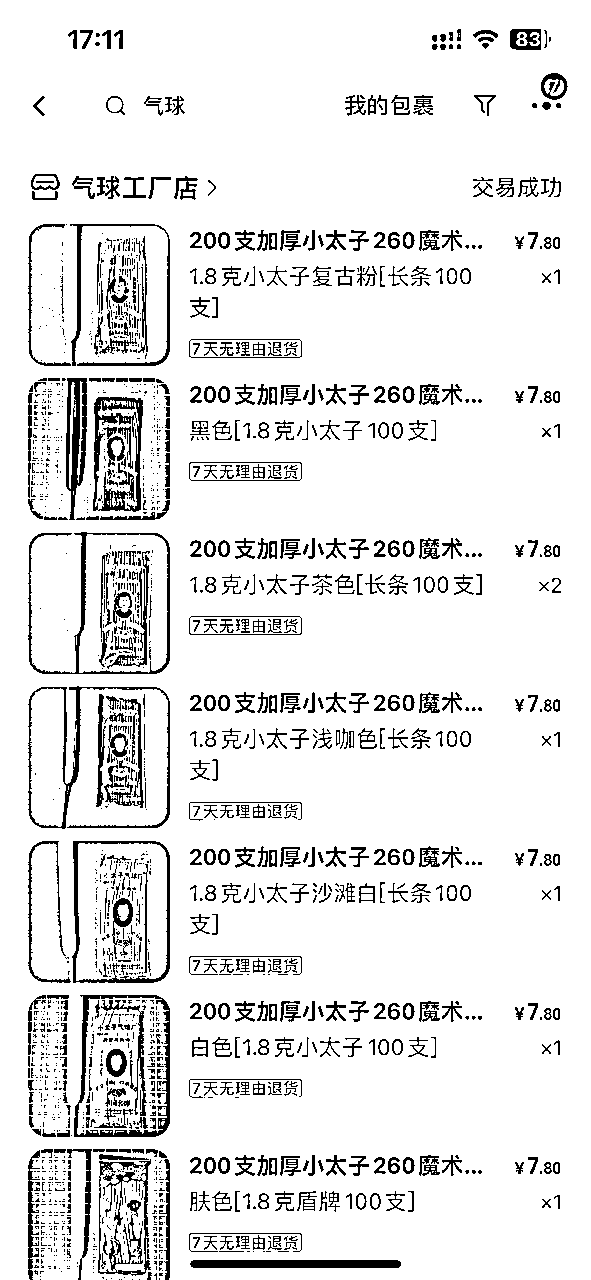 17:11
83
气球
我的包裹
气球工厂店
交易成功
200支加厚小太子260魔术... ¥7.80
1.8克小太子复古粉[长条100 ×1
支]
7天无理由退货
200支加厚小太子260魔术... ¥7.80
黑色[1.8克小太子100支] ×1
7天无理由退货
200支加厚小太子260魔术... ¥7.80
1.8克小太子茶色[长条100支] ×2
7天无理由退货
200支加厚小太子260魔术... ¥7.80
1.8克小太子浅咖色[长条100 ×1
支]
7天无理由退货
200支加厚小太子260魔术... ¥7.80
1.8克小太子沙滩白[长条100 ×1
支]
7天无理由退货
200支加厚小太子260魔术... ¥7.80
白色[1.8克小太子100支] ×1
7天无理由退货
200支加厚小太子260魔术... ¥7.80
肤色[1.8克盾牌100支] ×1
7天无理由退货